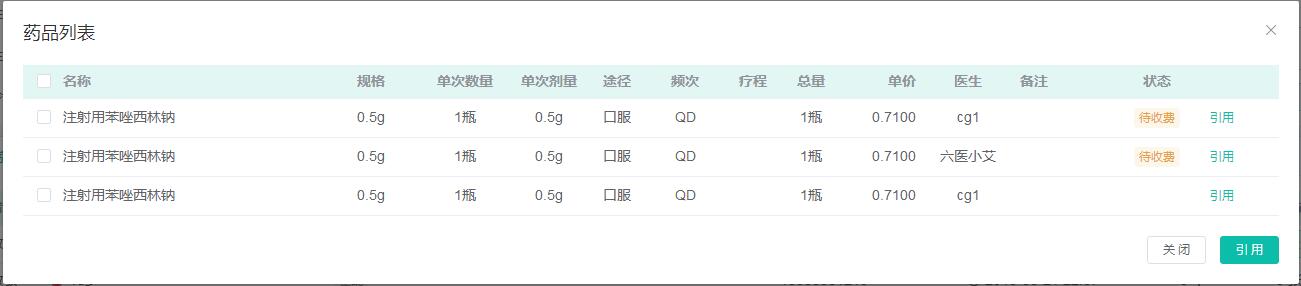 药品列表
名称 规格 单次数量 单次剂量 途径 频次 疗程 总量 单价 医生 备注 状态
注射用苯唑西林钠 0.5g 1瓶 0.5g 口服 QD 1瓶 0.7100 cg1 待收费 引用
注射用苯唑西林钠 0.5g 1瓶 0.5g 口服 QD 1瓶 0.7100 六医小艾 待收费 引用
注射用苯唑西林钠 0.5g 1瓶 0.5g 口服 QD 1瓶 0.7100 cg1 引用
关闭 引用